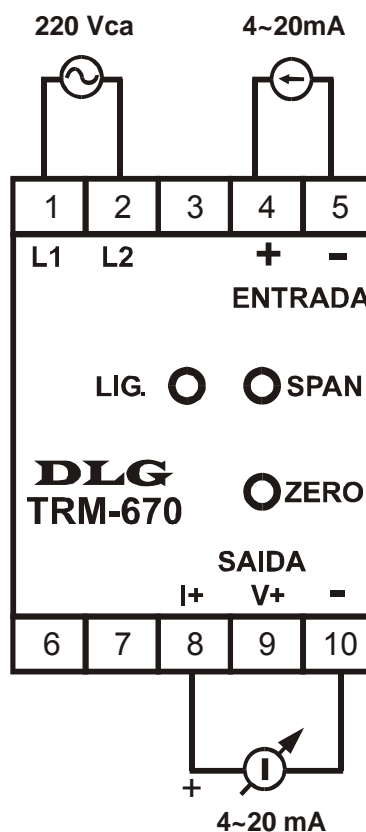 220 Vca 4~20mA
1 2 3 4 5
L1 L2 + -
ENTRADA
LIG. SPAN
DLG
TRM-670
ZERO
SAIDA
I+ V+ -
6 7 8 9 10
+ I
4~20 mA